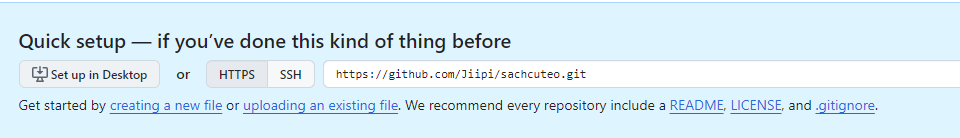 Quick setup — if you’ve done this kind of thing before
Set up in Desktop or HTTPS SSH https://github.com/Jiipi/sachcuteo.git
Get started by creating a new file or uploading an existing file. We recommend every repository include a README, LICENSE, and .gitignore.